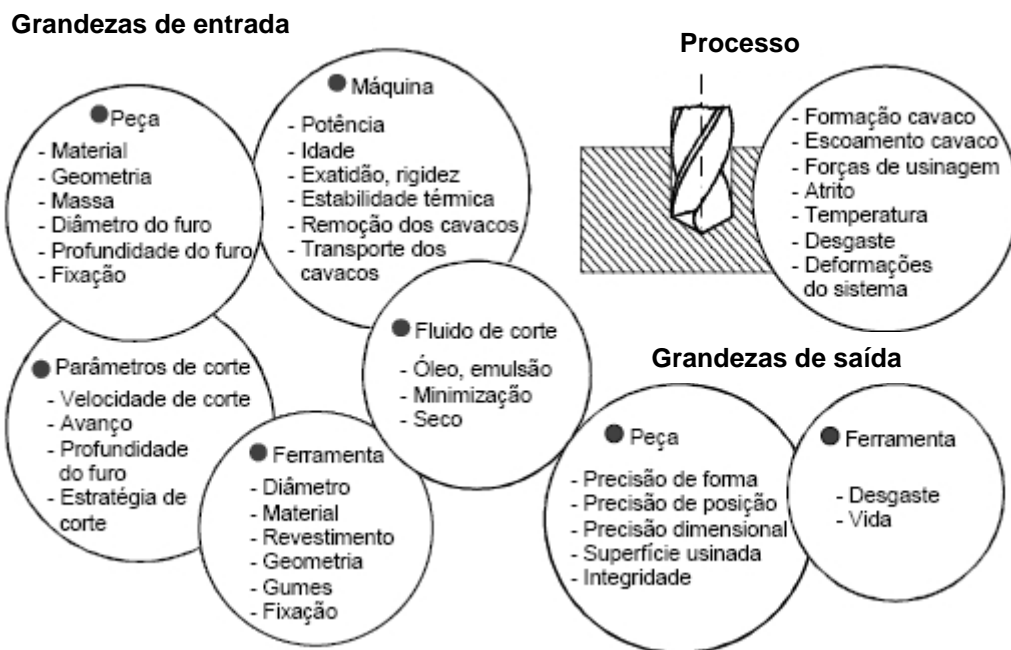 Grandezas de entrada
● Peça
- Material
- Geometria
- Massa
- Diâmetro do furo
- Profundidade do furo
- Fixação
● Máquina
- Potência
- Idade
- Exatidão, rigidez
- Estabilidade térmica
- Remoção dos cavacos
- Transporte dos
cavacos
● Parâmetros de corte
- Velocidade de corte
- Avanço
- Profundidade
do furo
- Estratégia de
corte
● Ferramenta
- Diâmetro
- Material
- Revestimento
- Geometria
- Gumes
- Fixação
● Fluido de corte
- Óleo, emulsão
- Minimização
- Seco
Processo
- Formação cavaco
- Escoamento cavaco
- Forças de usinagem
- Atrito
- Temperatura
- Desgaste
- Deformações
do sistema
Grandezas de saída
● Peça
- Precisão de forma
- Precisão de posição
- Precisão dimensional
- Superfície usinada
- Integridade
● Ferramenta
- Desgaste
- Vida